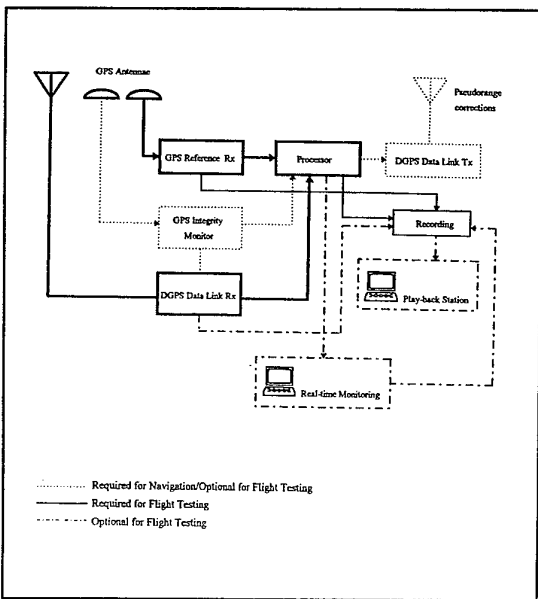 GPS Antennae
Pseudorange
corrections
GPS Reference Rx
Processor
DGPS Data Link Tx
GPS Integrity
Monitor
Recording
DGPS Data Link Rx
Play-back Station
Real-time Monitoring
Required for Navigation/Optional for Flight Testing
Required for Flight Testing
Optional for Flight Testing